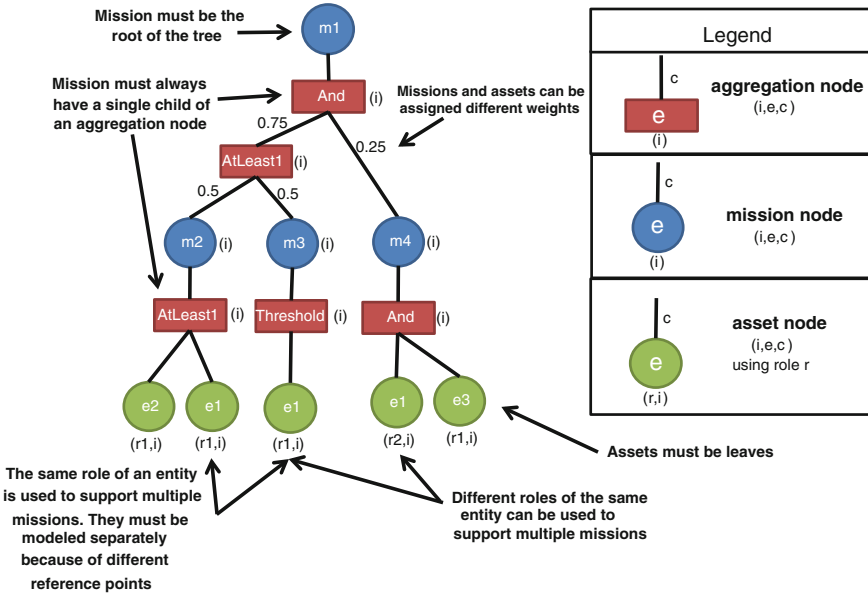 Mission must be the
root of the tree
m1
Mission must always
have a single child of
an aggregation node
And
(i)
Missions and assets can be
assigned different weights
0.75
0.25
AtLeast1
(i)
0.5
0.5
m2
(i)
m3
(i)
m4
(i)
AtLeast1
(i)
Threshold
(i)
And
(i)
e2
e1
e1
e1
e3
(r1,i)
(r1,i)
(r1,i)
(r2,i)
(r1,i)
Assets must be leaves
The same role of an entity
is used to support multiple
missions. They must be
modeled separately
because of different
reference points
Different roles of the same
entity can be used to
support multiple missions
Legend
c
e
(i)
aggregation node
(i,e,c)
c
e
(i)
mission node
(i,e,c)
c
e
(r,i)
asset node
(i,e,c)
using role r